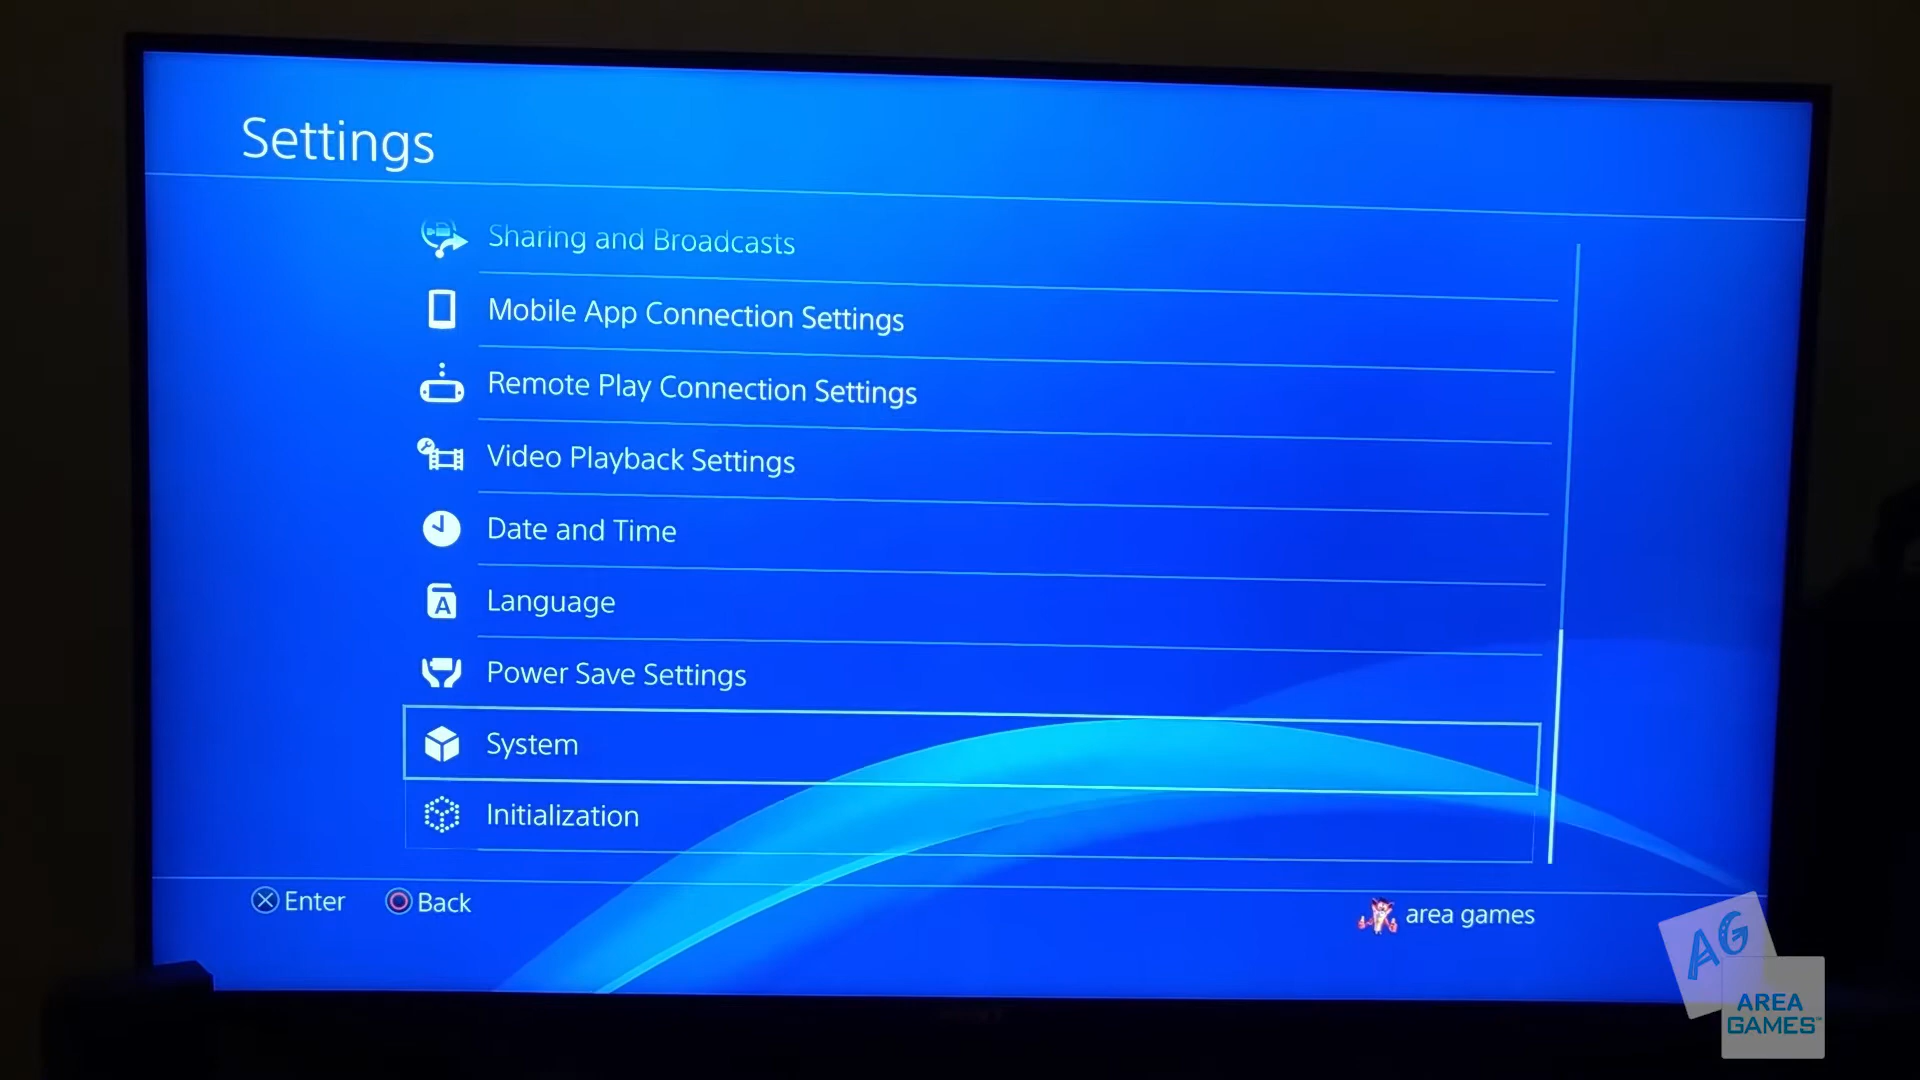 Settings
Sharing and Broadcasts
Mobile App Connection Settings
Remote Play Connection Settings
Video Playback Settings
Date and Time
A Language
Power Save Settings
System
Initialization
Enter Back
area games
AG
AREA
GAMES™